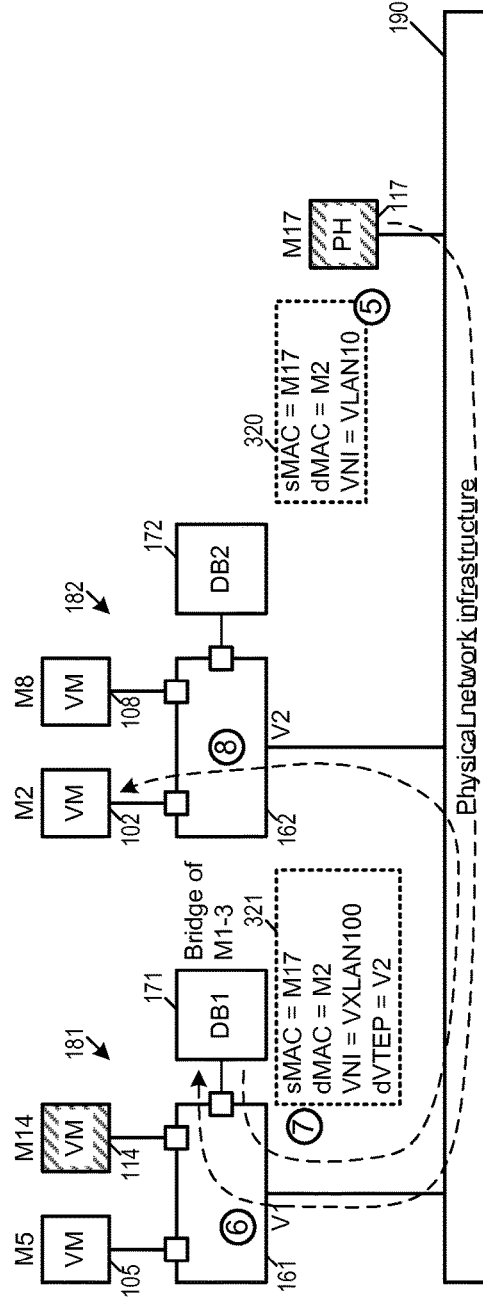 M5
VM
105
M14
VM
114
181
171
DB1
Bridge of
M1-3
6
V
161
7
321
sMAC = M17
dMAC = M2
VNI = VXLAN100
dVTEP = V2
M2
VM
102
M8
VM
108
182
172
DB2
8
V2
162
320
sMAC = M17
dMAC = M2
VNI = VLAN10
5
M17
PH
117
Physical network infrastructure
190